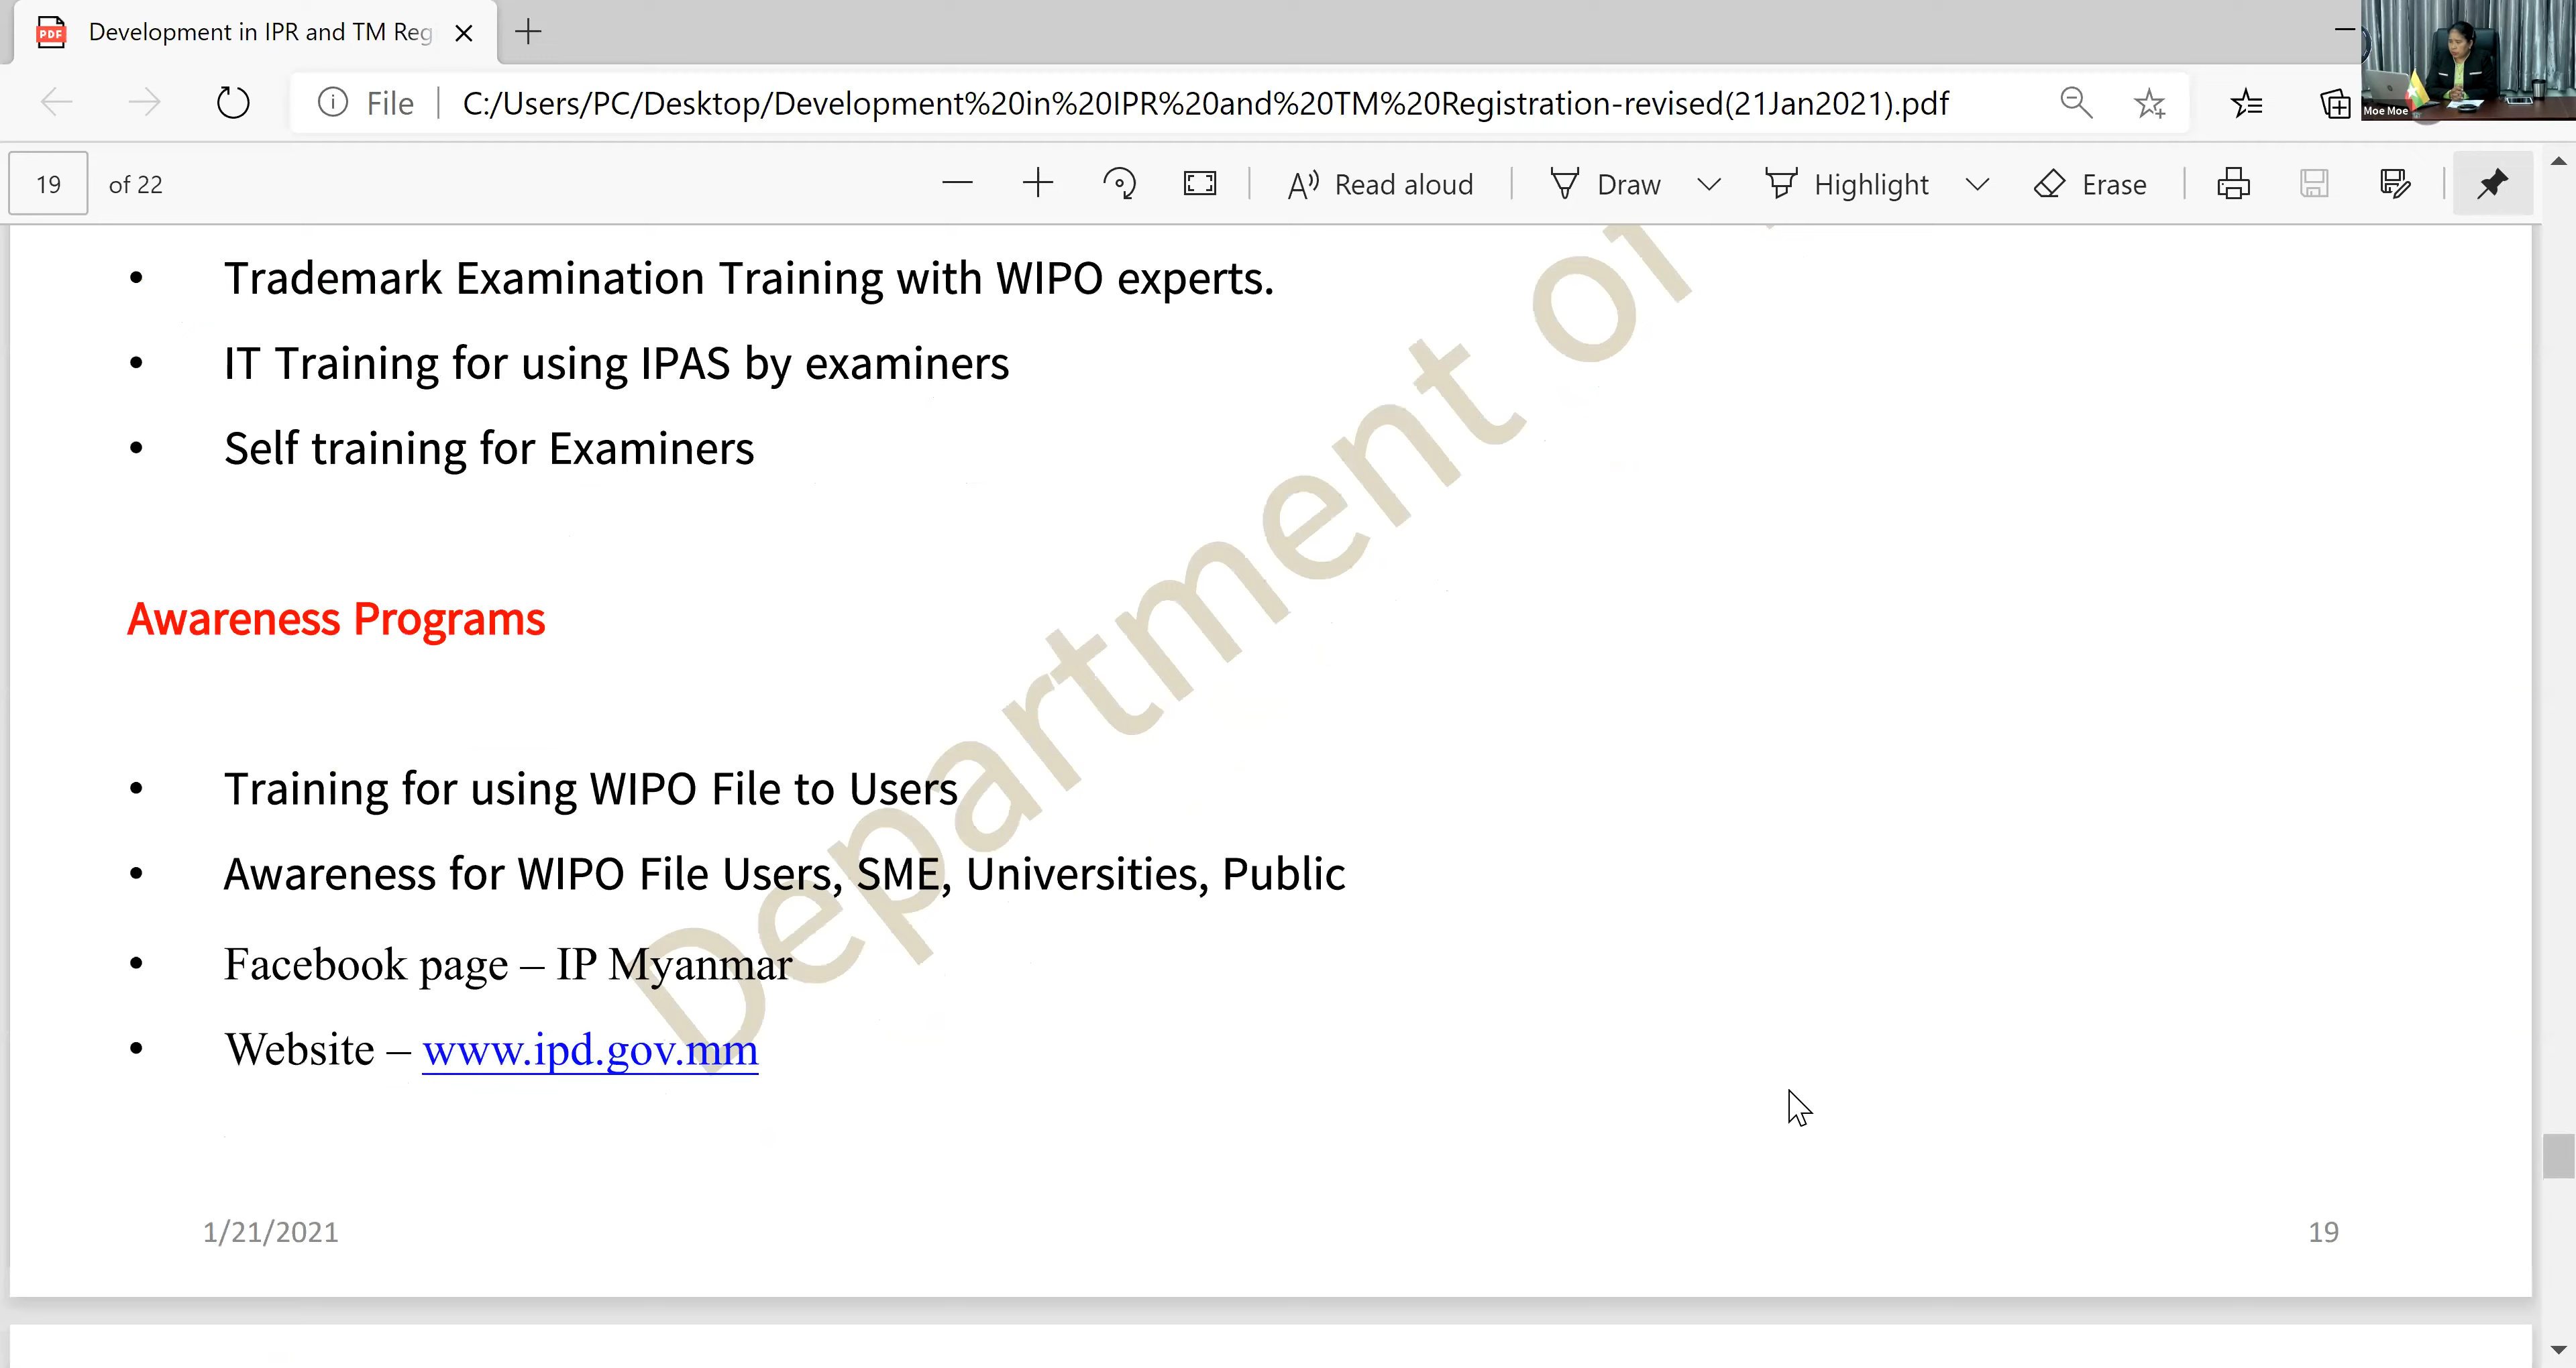 Development in IPR and TM Reg
File
C:/Users/PC/Desktop/Development%20in%20IPR%20and%20TM%20Registration-revised(21Jan2021).pdf
Moe Moe
19 of 22
Read aloud
Draw
Highlight
Erase
• Trademark Examination Training with WIPO experts.
• IT Training for using IPAS by examiners
• Self training for Examiners
Awareness Programs
• Training for using WIPO File to Users
• Awareness for WIPO File Users, SME, Universities, Public
• Facebook page – IP Myanmar
• Website – www.ipd.gov.mm
Department of
1/21/2021
19